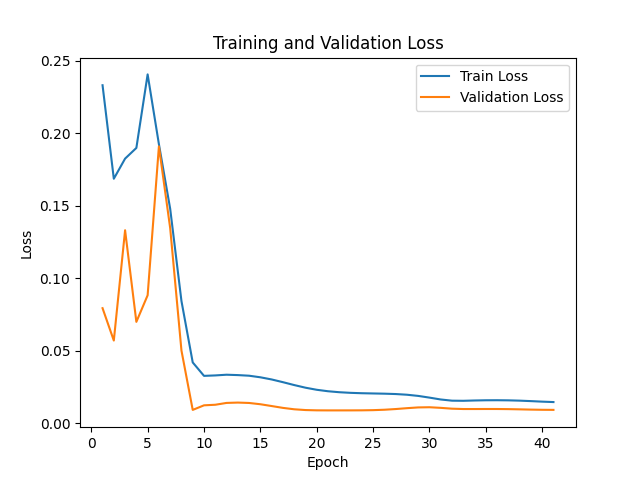 Training and Validation Loss
Train Loss
Validation Loss
0.25
0.20
0.15
0.10
0.05
0.00
Loss
0 5 10 15 20 25 30 35 40
Epoch